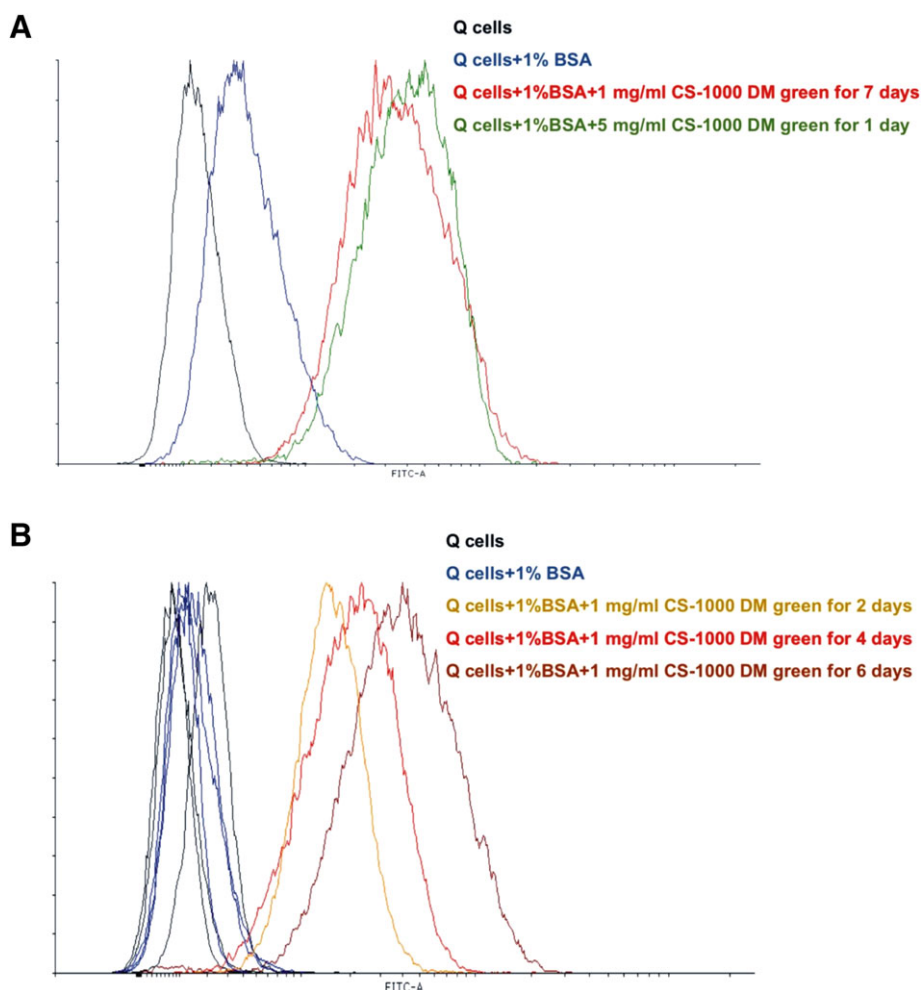 A
Q cells
Q cells+1% BSA
Q cells+1%BSA+1 mg/ml CS-1000 DM green for 7 days
Q cells+1%BSA+5 mg/ml CS-1000 DM green for 1 day
FITC-A
B
Q cells
Q cells+1% BSA
Q cells+1%BSA+1 mg/ml CS-1000 DM green for 2 days
Q cells+1%BSA+1 mg/ml CS-1000 DM green for 4 days
Q cells+1%BSA+1 mg/ml CS-1000 DM green for 6 days
FITC-A